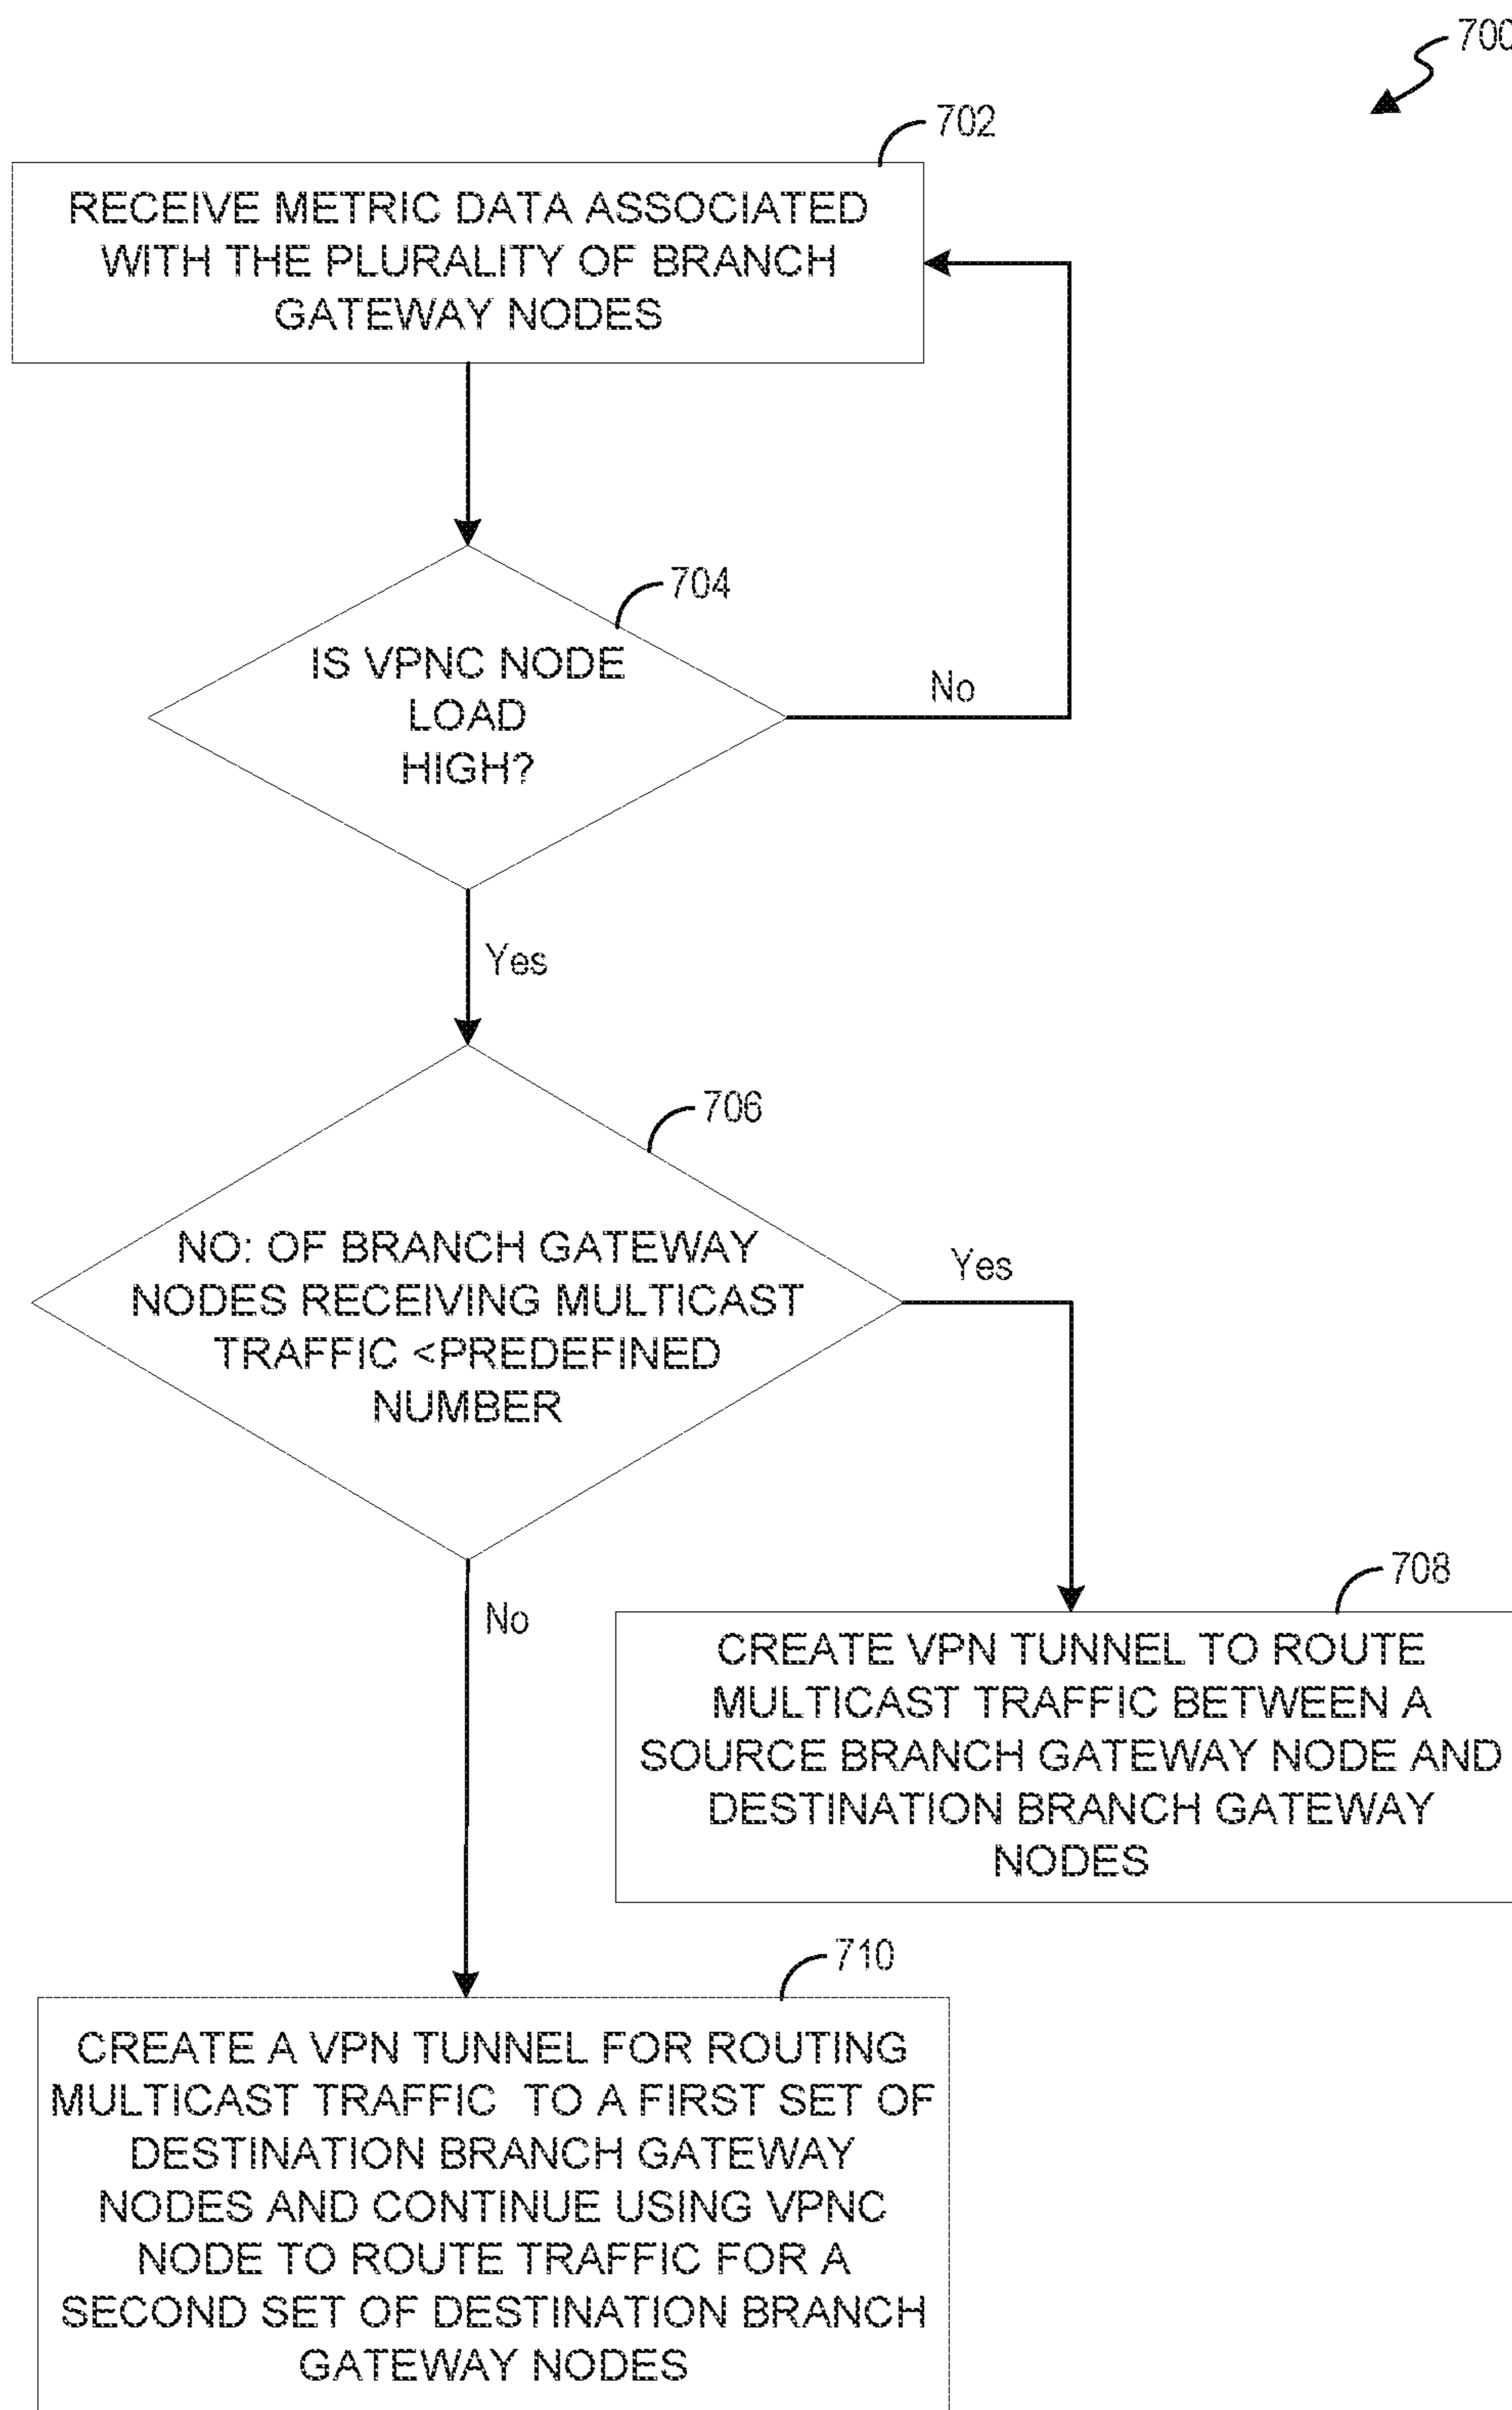 700
702
RECEIVE METRIC DATA ASSOCIATED
WITH THE PLURALITY OF BRANCH
GATEWAY NODES
704
IS VPNC NODE
LOAD
HIGH?
No
Yes
706
NO: OF BRANCH GATEWAY
NODES RECEIVING MULTICAST
TRAFFIC <PREDEFINED
NUMBER
Yes
No
708
CREATE VPN TUNNEL TO ROUTE
MULTICAST TRAFFIC BETWEEN A
SOURCE BRANCH GATEWAY NODE AND
DESTINATION BRANCH GATEWAY
NODES
710
CREATE A VPN TUNNEL FOR ROUTING
MULTICAST TRAFFIC TO A FIRST SET OF
DESTINATION BRANCH GATEWAY
NODES AND CONTINUE USING VPNC
NODE TO ROUTE TRAFFIC FOR A
SECOND SET OF DESTINATION BRANCH
GATEWAY NODES